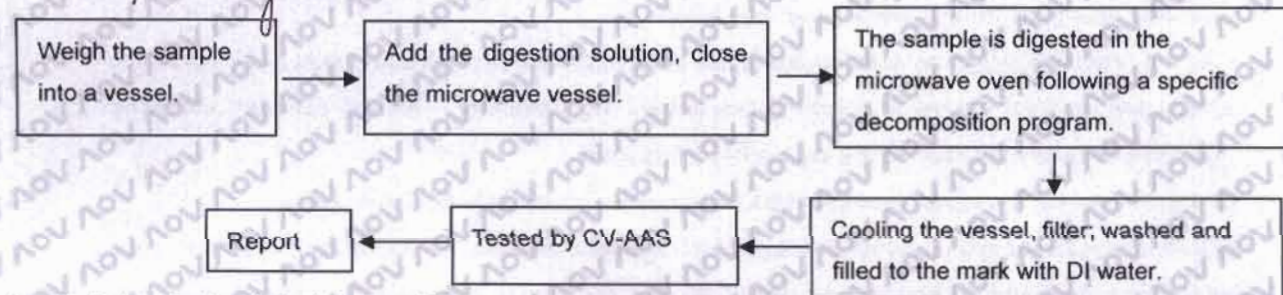 Weigh the sample
into a vessel.
Add the digestion solution, close
the microwave vessel.
The sample is digested in the
microwave oven following a specific
decomposition program.
Cooling the vessel, filter, washed and
filled to the mark with DI water.
Tested by CV-AAS
Report